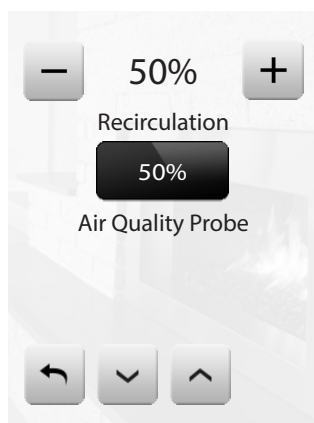 − 50% +
Recirculation
50%
Air Quality Probe